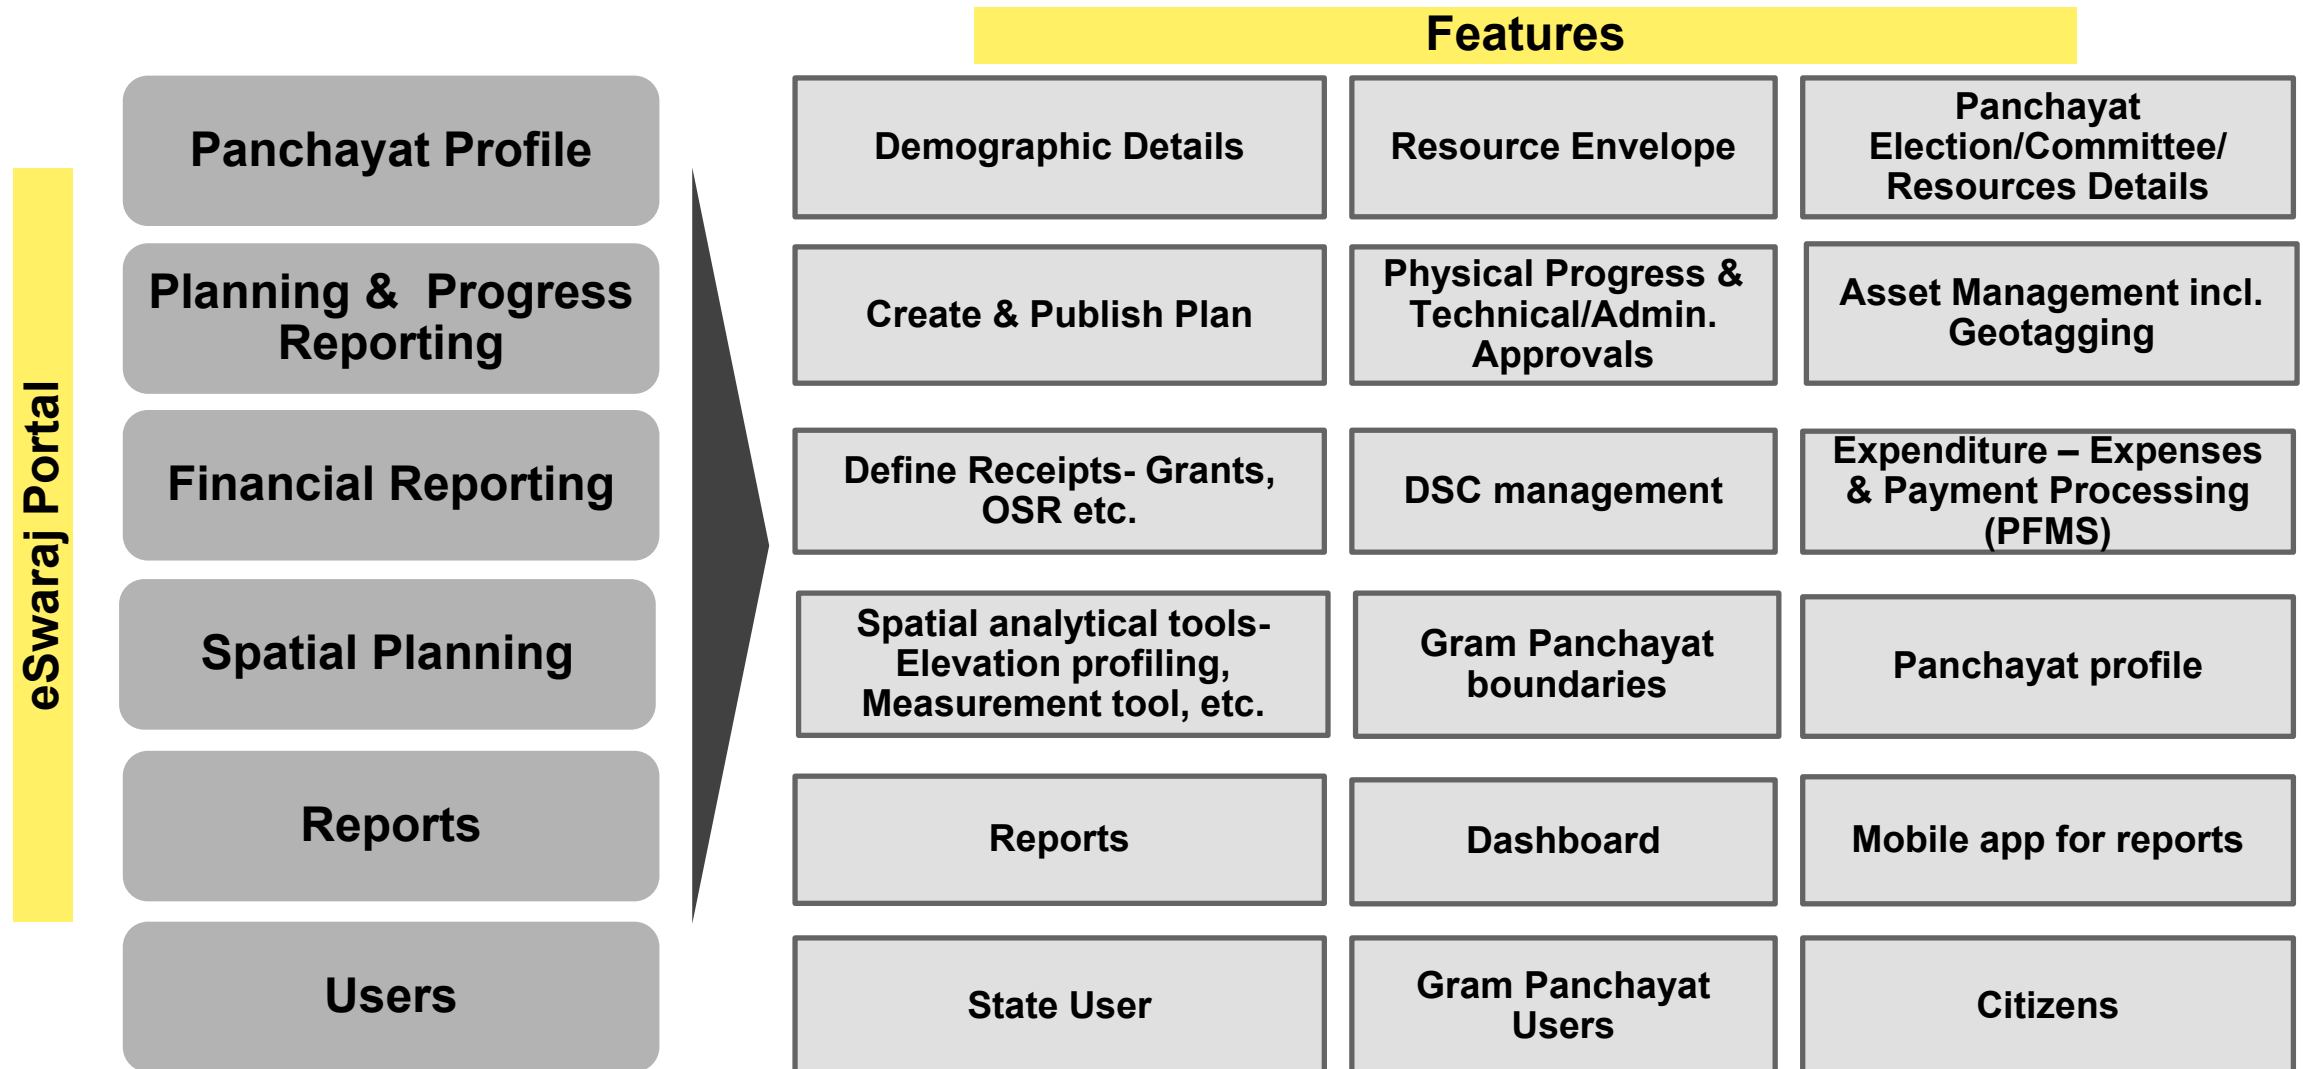 Features
eSwaraj Portal
Panchayat Profile
Demographic Details
Resource Envelope
Panchayat
Election/Committee/
Resources Details
Planning &  Progress
Reporting
Create & Publish Plan
Physical Progress &
Technical/Admin.
Approvals
Asset Management incl.
Geotagging
Financial Reporting
Define Receipts- Grants,
OSR etc.
DSC management
Expenditure – Expenses
& Payment Processing
(PFMS)
Spatial Planning
Spatial analytical tools-
Elevation profiling,
Measurement tool, etc.
Gram Panchayat
boundaries
Panchayat profile
Reports
Reports
Dashboard
Mobile app for reports
Users
State User
Gram Panchayat
Users
Citizens